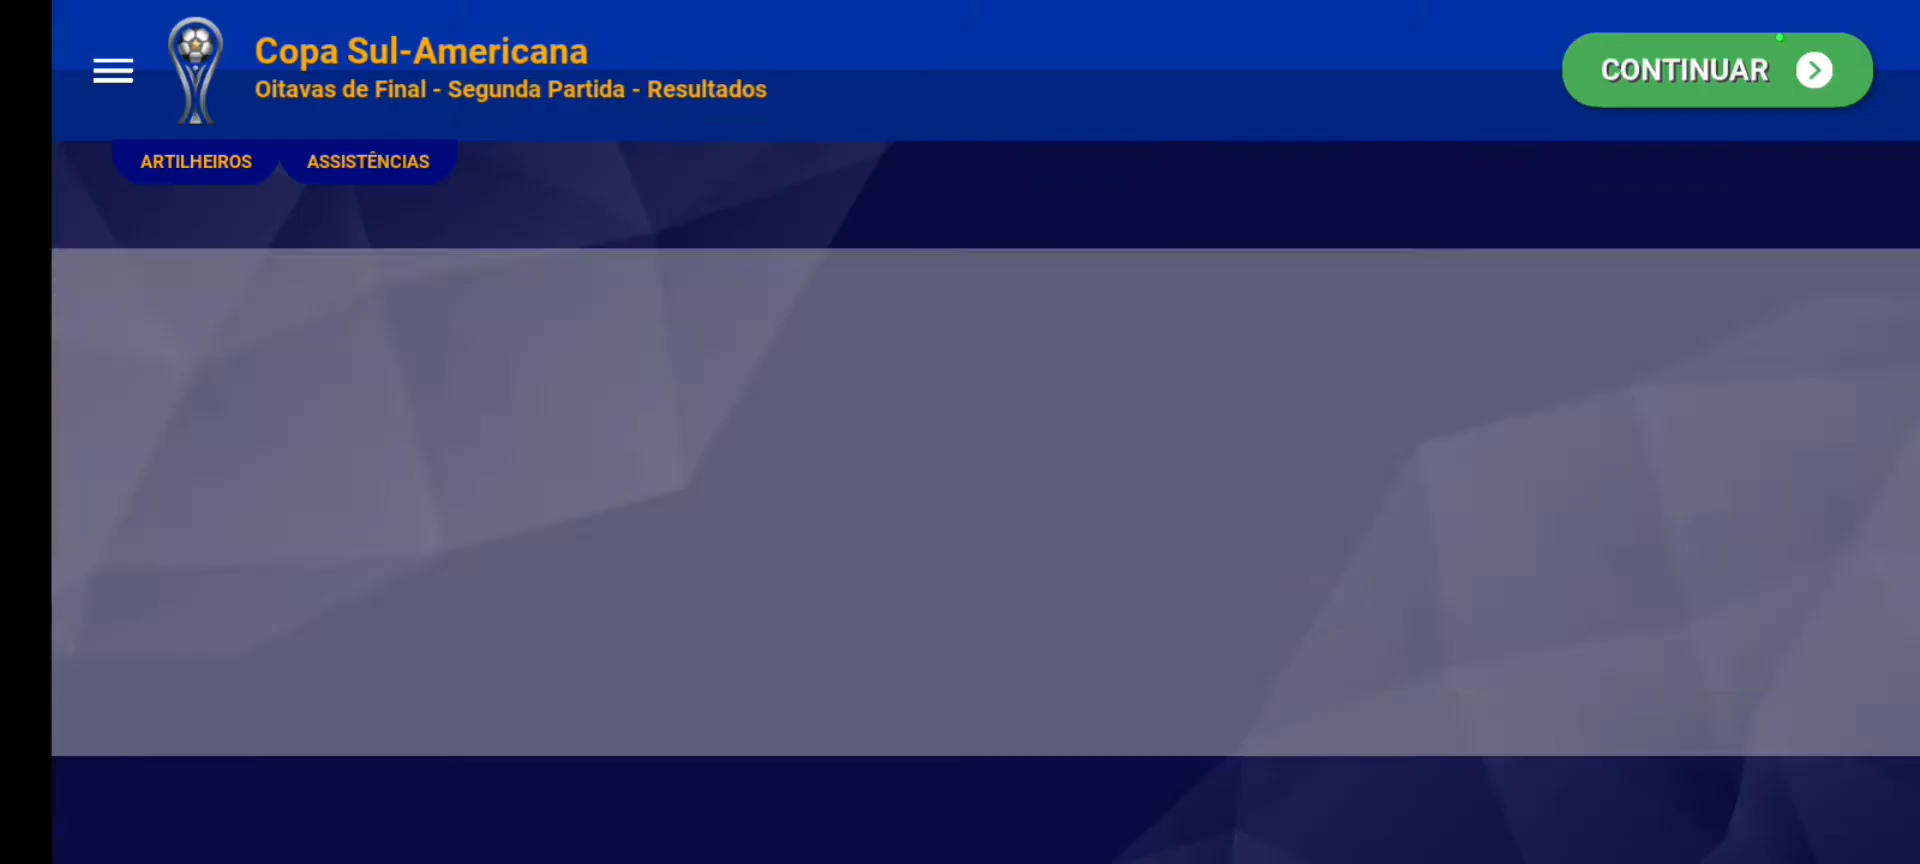 Copa Sul-Americana
Oitavas de Final - Segunda Partida - Resultados
CONTINUAR
ARTILHEIROS
ASSISTÊNCIAS